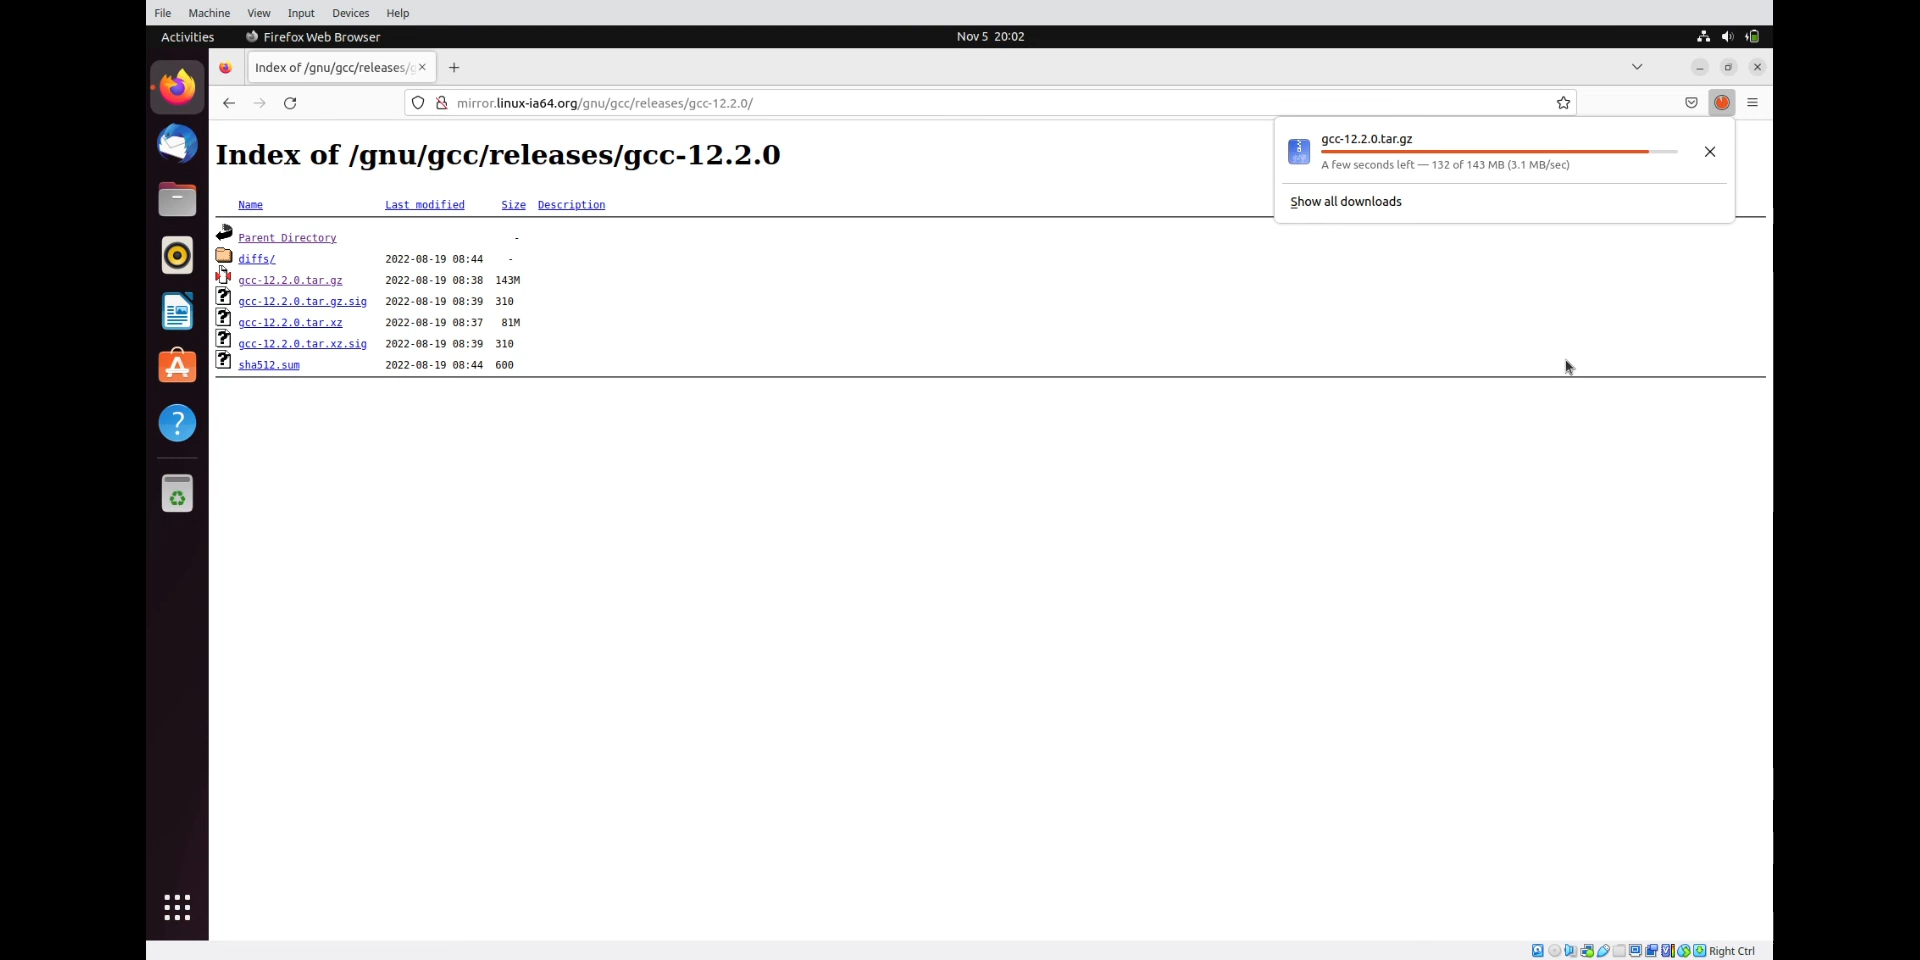 File Machine View Input Devices Help
Activities Firefox Web Browser Nov 5 20:02
Index of /gnu/gcc/releases/g
mirror.linux-ia64.org/gnu/gcc/releases/gcc-12.2.0/
gcc-12.2.0.tar.gz
A few seconds left — 132 of 143 MB (3.1 MB/sec)
Show all downloads
Index of /gnu/gcc/releases/gcc-12.2.0
Name Last modified Size Description
Parent Directory -
diffs/ 2022-08-19 08:44 -
gcc-12.2.0.tar.gz 2022-08-19 08:38 143M
gcc-12.2.0.tar.gz.sig 2022-08-19 08:39 310
gcc-12.2.0.tar.xz 2022-08-19 08:37 81M
gcc-12.2.0.tar.xz.sig 2022-08-19 08:39 310
sha512.sum 2022-08-19 08:44 600
Right Ctrl